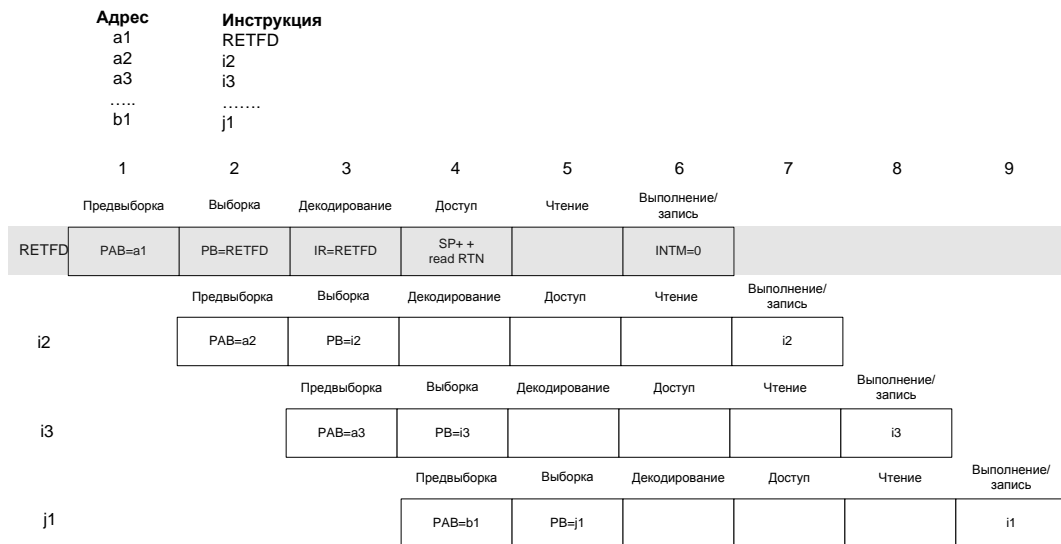 Адрес Инструкция
a1 RETFD
a2 i2
a3 i3
….. …….
b1 j1
1 2 3 4 5 6 7 8 9
Предвыборка Выборка Декодирование Доступ Чтение Выполнение/
запись
RETFD PAB=a1 PB=RETFD IR=RETFD SP+ +
read RTN INTM=0
Предвыборка Выборка Декодирование Доступ Чтение Выполнение/
запись
i2 PAB=a2 PB=i2 i2
Предвыборка Выборка Декодирование Доступ Чтение Выполнение/
запись
i3 PAB=a3 PB=i3 i3
Предвыборка Выборка Декодирование Доступ Чтение Выполнение/
запись
j1 PAB=b1 PB=j1 i1